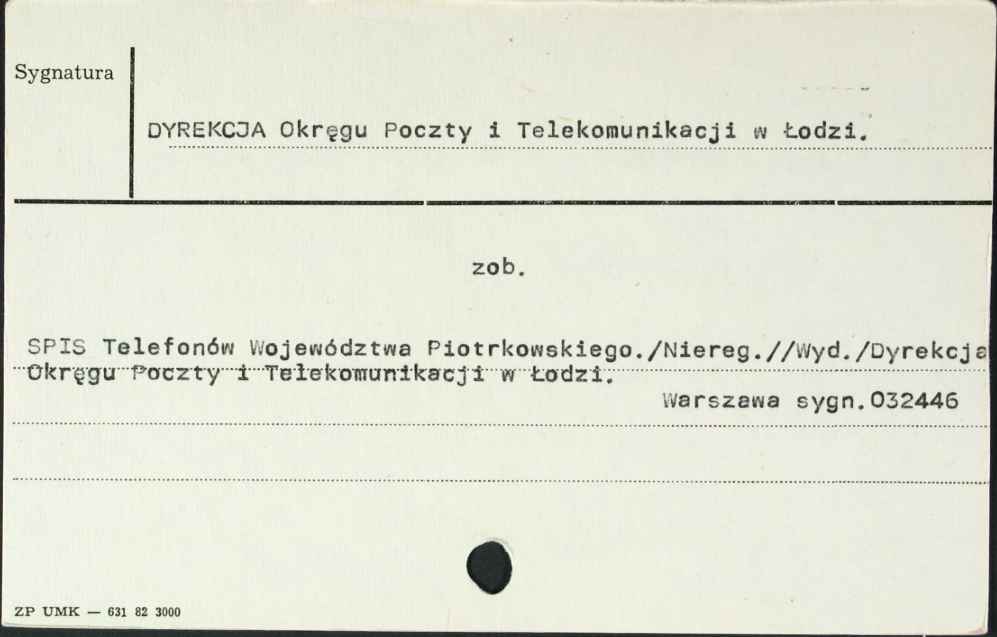 Sygnatura
DYREKCJA Okręgu Poczty i Telekomunikacji w Łodzi.
zob.
SPIS Telefonów Województwa Piotrkowskiego./Niereg.//Wyd./Dyrekcja
Okręgu Poczty i Telekomunikacji w Łodzi.
Warszawa sygn.032446
ZP UMK — 631 82 3000